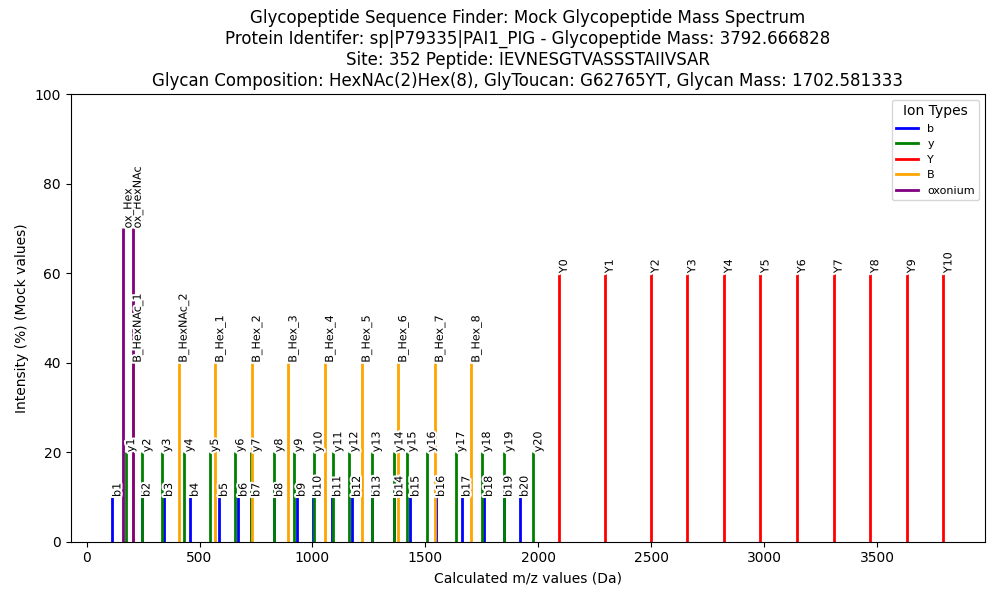 Glycopeptide Sequence Finder: Mock Glycopeptide Mass Spectrum
Protein Identifer: sp|P79335|PAI1_PIG - Glycopeptide Mass: 3792.666828
Site: 352 Peptide: IEVNESGTVASSSTAIIVSAR
Glycan Composition: HexNAc(2)Hex(8), GlyToucan: G62765YT, Glycan Mass: 1702.581333
Intensity (%) (Mock values)
100
80
60
40
20
0
Ion Types
b
y
Y
B
oxonium
ox_Hex
ox_HexNAc
B_HexNAc_1
B_HexNAc_2
B_Hex_1
B_Hex_2
B_Hex_3
B_Hex_4
B_Hex_5
B_Hex_6
B_Hex_7
B_Hex_8
Y0
Y1
Y2
Y3
Y4
Y5
Y6
Y7
Y8
Y9
Y10
y1
y2
y3
y4
y5
y6
y7
y8
y9
y10
y11
y12
y13
y14
y15
y16
y17
y18
y19
y20
b1
b2
b3
b4
b5
b6
b7
b8
b9
b10
b11
b12
b13
b14
b15
b16
b17
b18
b19
b20
0
500
1000
1500
2000
2500
3000
3500
Calculated m/z values (Da)